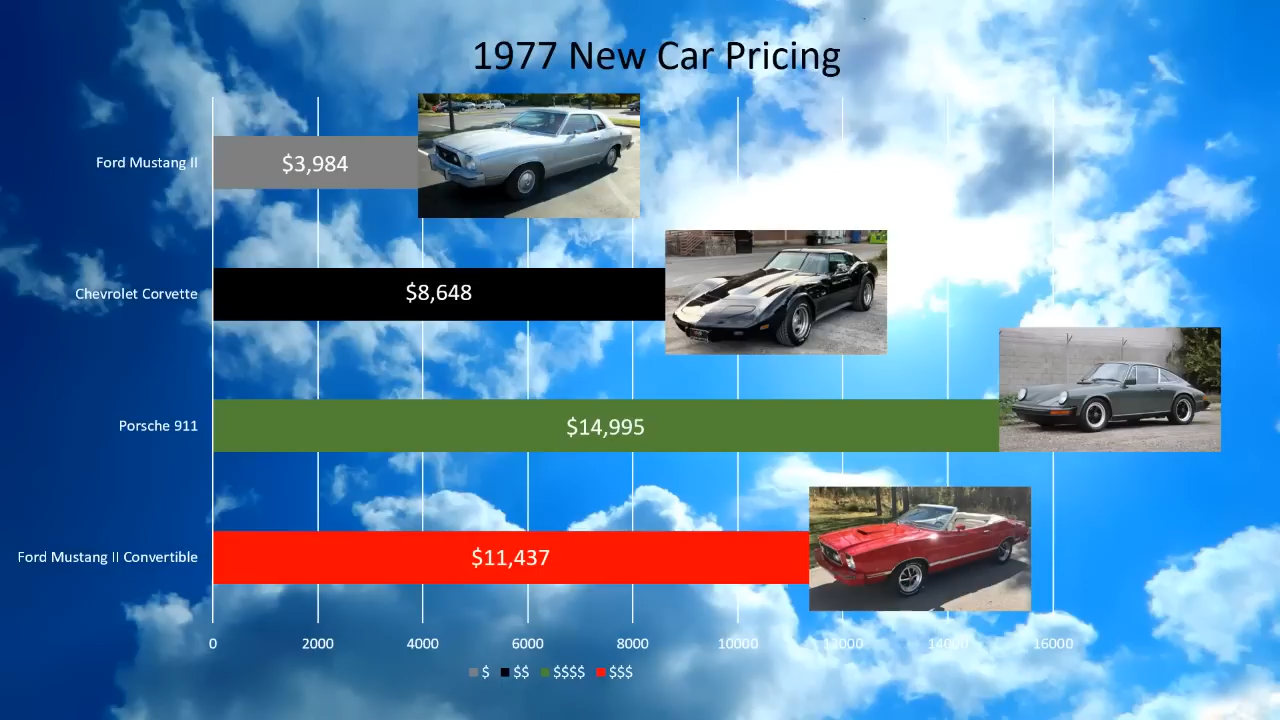 1977 New Car Pricing
Ford Mustang II
$3,984
Chevrolet Corvette
$8,648
Porsche 911
$14,995
Ford Mustang II Convertible
$11,437
0 2000 4000 6000 8000 10000 12000 14000 16000
$ $$ $$$$ $$$